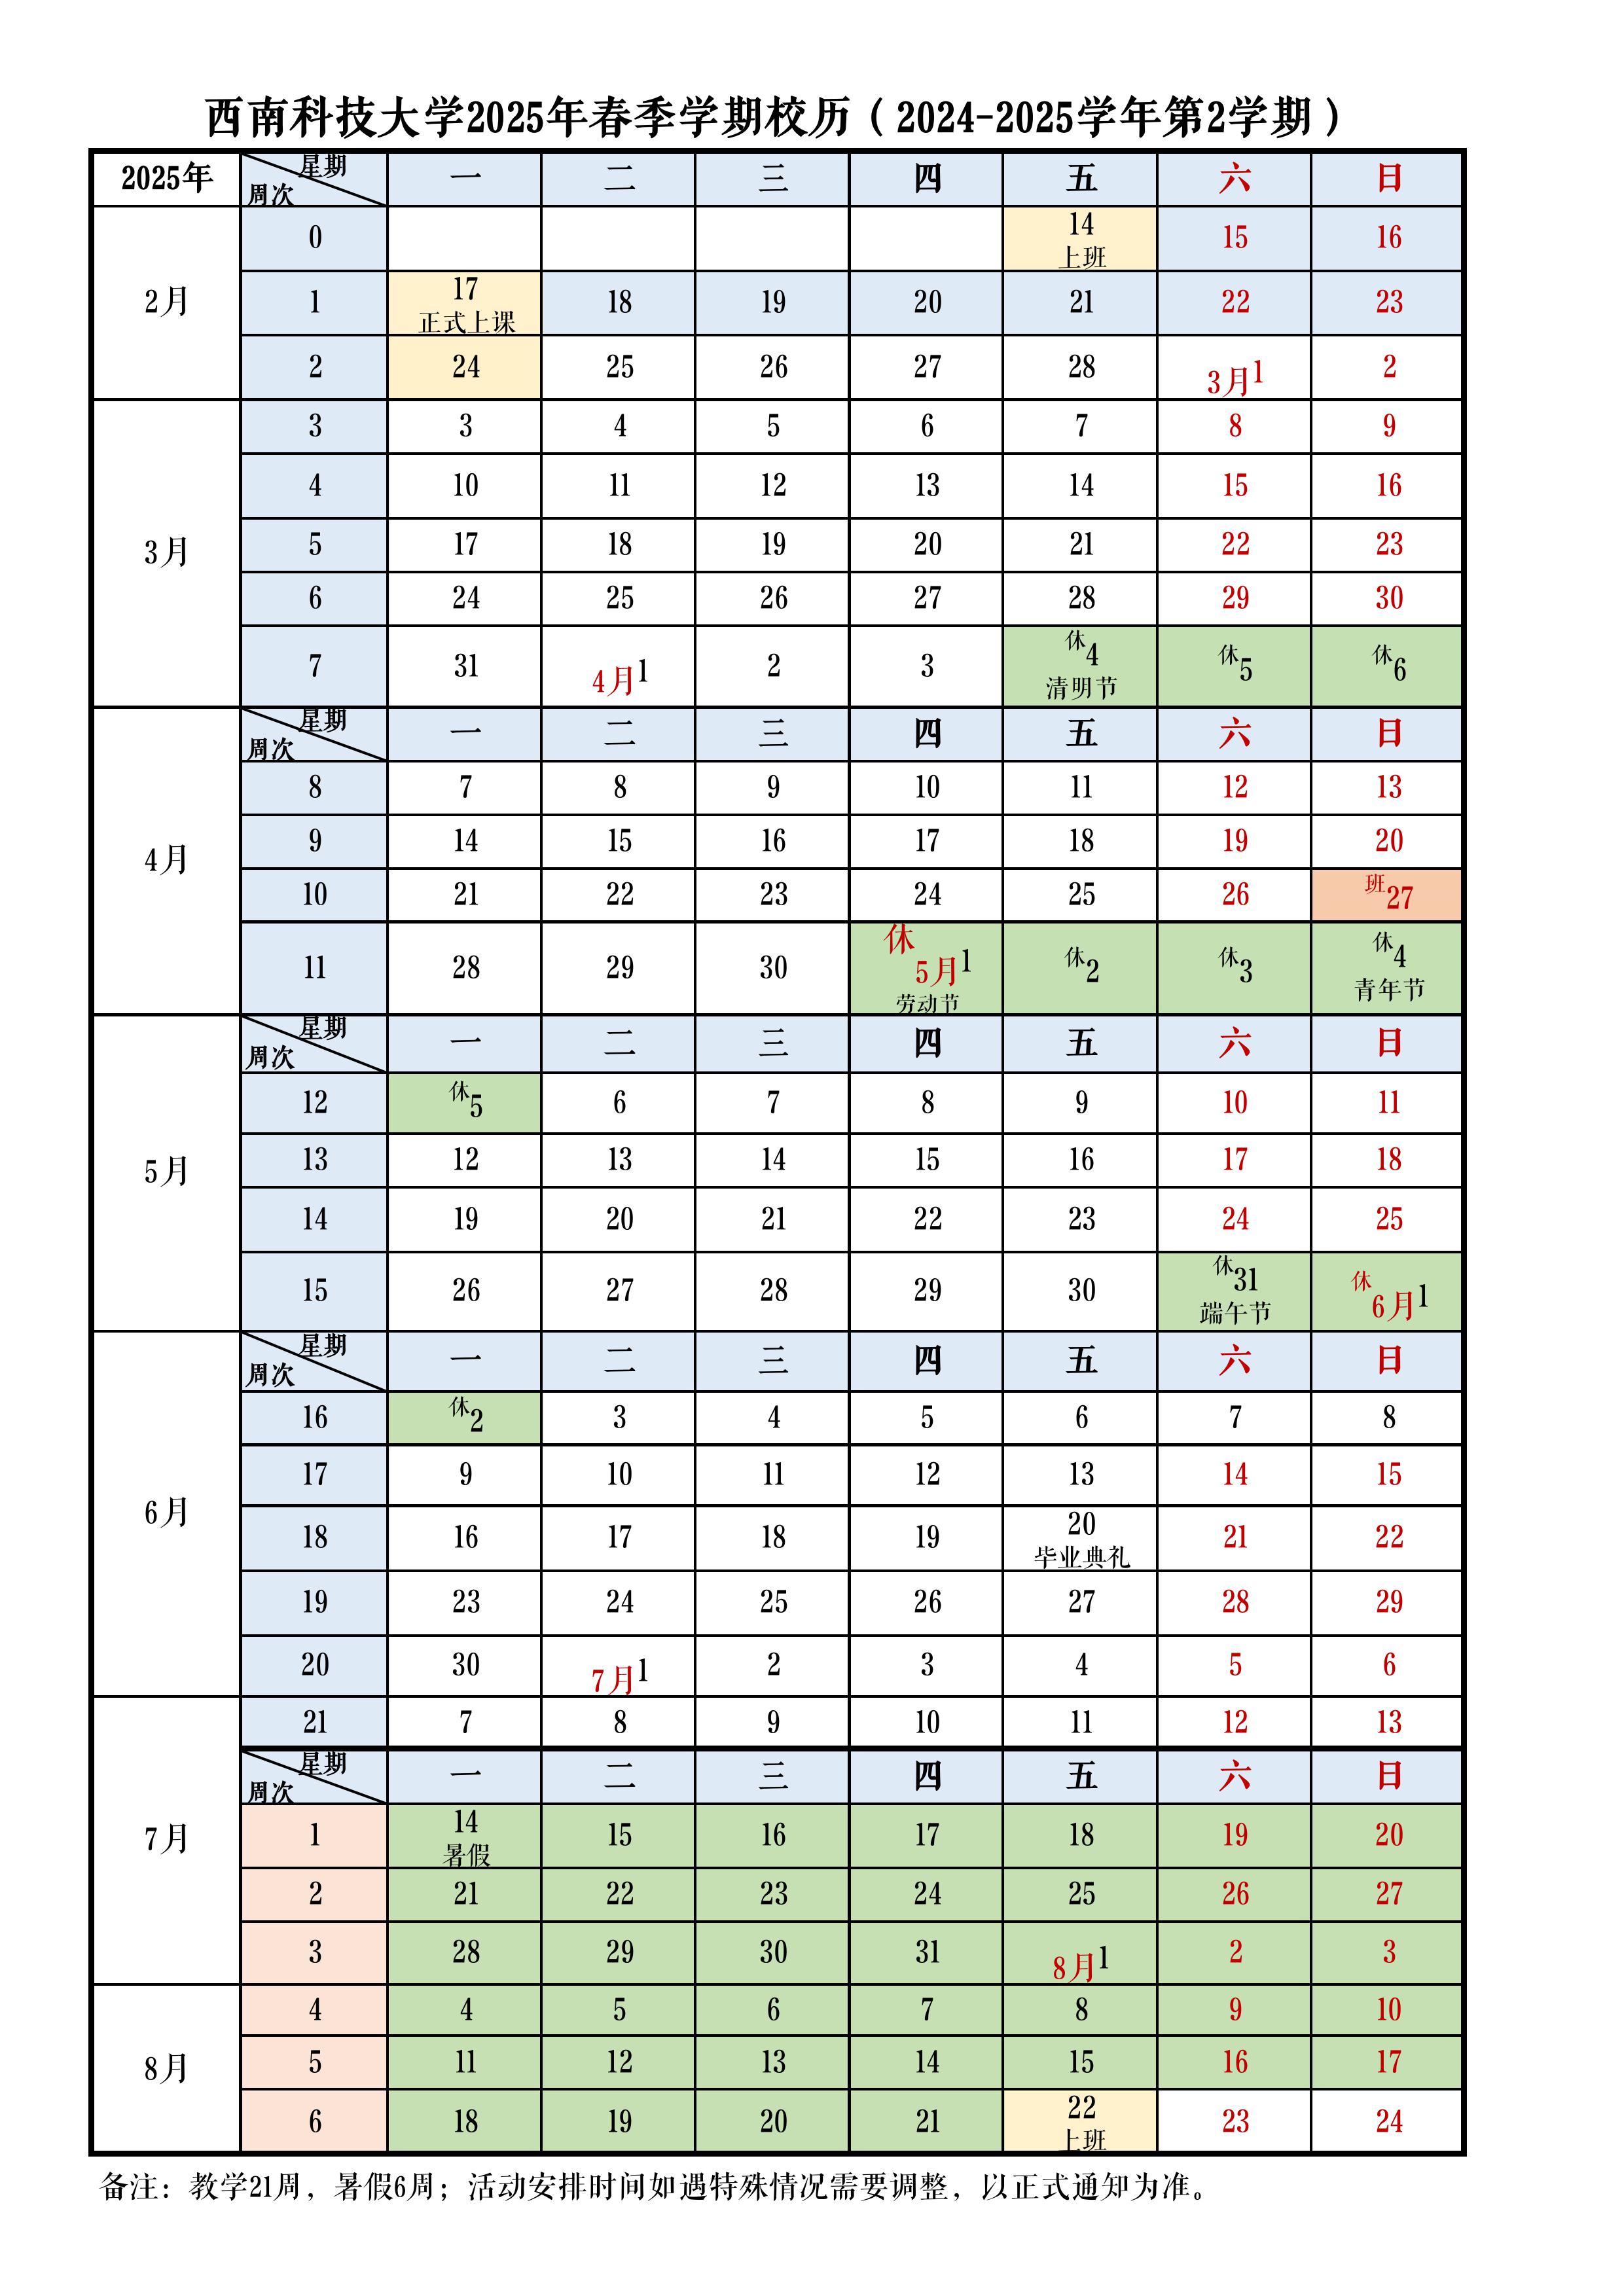 西南科技大学2025年春季学期校历（2024-2025学年第2学期）
2025年 星期 周次 一 二 三 四 五 六 日
2月 0 14 上班 15 16
1 17 正式上课 18 19 20 21 22 23
2 24 25 26 27 28 3月1 2
3月 3 3 4 5 6 7 8 9
4 10 11 12 13 14 15 16
5 17 18 19 20 21 22 23
6 24 25 26 27 28 29 30
7 31 4月1 2 3 休4 清明节 休5 休6
4月 星期 周次 一 二 三 四 五 六 日
8 7 8 9 10 11 12 13
9 14 15 16 17 18 19 20
10 21 22 23 24 25 26 班27
11 28 29 30 休 5月1 劳动节 休2 休3 休4 青年节
5月 星期 周次 一 二 三 四 五 六 日
12 休5 6 7 8 9 10 11
13 12 13 14 15 16 17 18
14 19 20 21 22 23 24 25
15 26 27 28 29 30 休31 端午节 休6月1
6月 星期 周次 一 二 三 四 五 六 日
16 休2 3 4 5 6 7 8
17 9 10 11 12 13 14 15
18 16 17 18 19 20 毕业典礼 21 22
19 23 24 25 26 27 28 29
20 30 7月1 2 3 4 5 6
7月 21 7 8 9 10 11 12 13
星期 周次 一 二 三 四 五 六 日
1 14 暑假 15 16 17 18 19 20
2 21 22 23 24 25 26 27
3 28 29 30 31 8月1 2 3
8月 4 4 5 6 7 8 9 10
5 11 12 13 14 15 16 17
6 18 19 20 21 22 上班 23 24
备注：教学21周，暑假6周；活动安排时间如遇特殊情况需要调整，以正式通知为准。